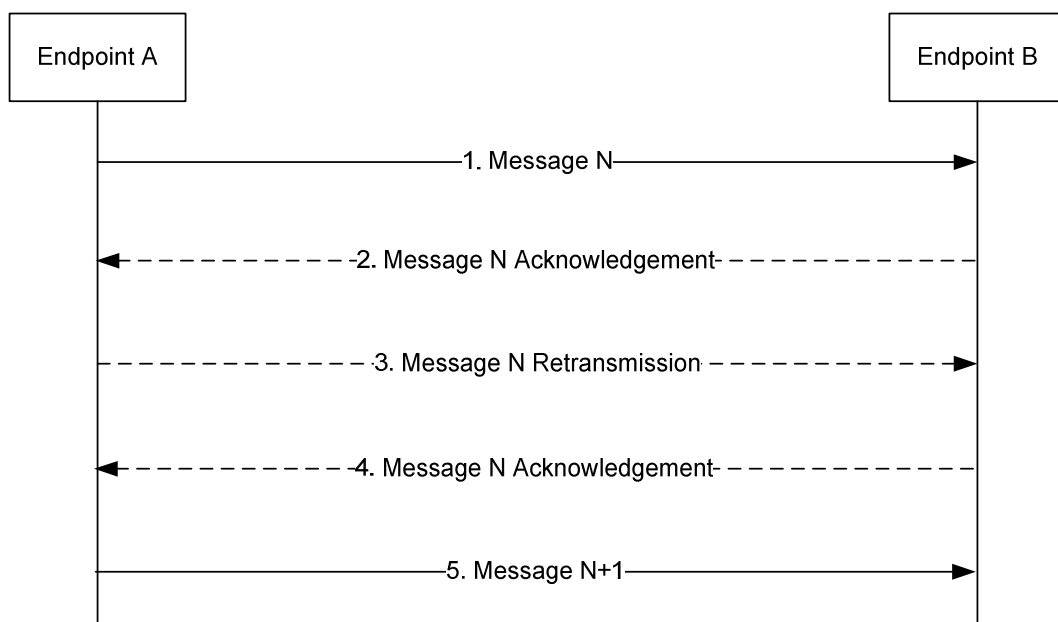 Endpoint A
Endpoint B
1. Message N
2. Message N Acknowledgement
3. Message N Retransmission
4. Message N Acknowledgement
5. Message N+1